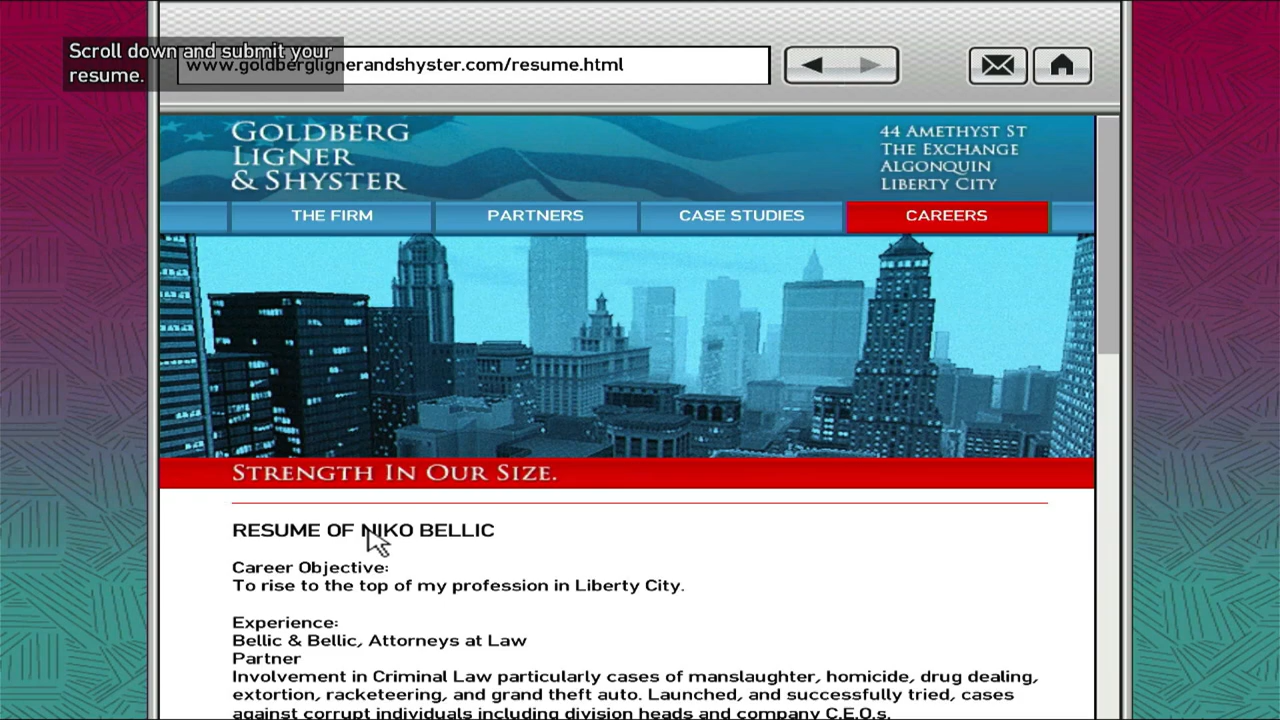 Scroll down and submit your
resume.
www.goldberglignerandshyster.com/resume.html
GOLDBERG
LIGNER
& SHYSTER
44 AMETHYST ST
THE EXCHANGE
ALGONQUIN
LIBERTY CITY
THE FIRM
PARTNERS
CASE STUDIES
CAREERS
STRENGTH IN OUR SIZE.
RESUME OF NIKO BELLIC
Career Objective:
To rise to the top of my profession in Liberty City.
Experience:
Bellic & Bellic, Attorneys at Law
Partner
Involvement in Criminal Law particularly cases of manslaughter, homicide, drug dealing,
extortion, racketeering, and grand theft auto. Launched, and successfully tried, cases
against corrupt individuals including division heads and company C.E.O.s.